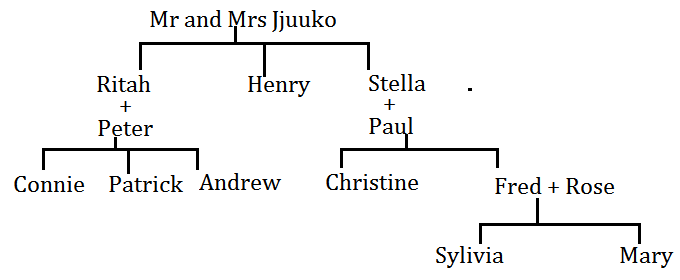 Mr and Mrs Jjuuko
Ritah Henry Stella
+ +
Peter Paul
Connie Patrick Andrew Christine Fred + Rose
Sylivia Mary